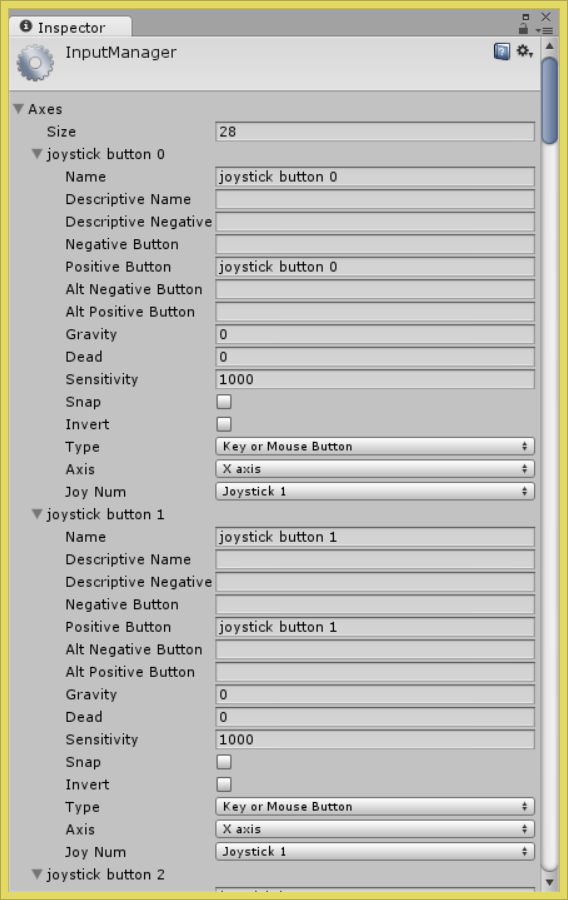 Inspector
InputManager
Axes
Size 28
joystick button 0
Name joystick button 0
Descriptive Name
Descriptive Negative
Negative Button
Positive Button joystick button 0
Alt Negative Button
Alt Positive Button
Gravity 0
Dead 0
Sensitivity 1000
Snap
Invert
Type Key or Mouse Button
Axis X axis
Joy Num Joystick 1
joystick button 1
Name joystick button 1
Descriptive Name
Descriptive Negative
Negative Button
Positive Button joystick button 1
Alt Negative Button
Alt Positive Button
Gravity 0
Dead 0
Sensitivity 1000
Snap
Invert
Type Key or Mouse Button
Axis X axis
Joy Num Joystick 1
joystick button 2